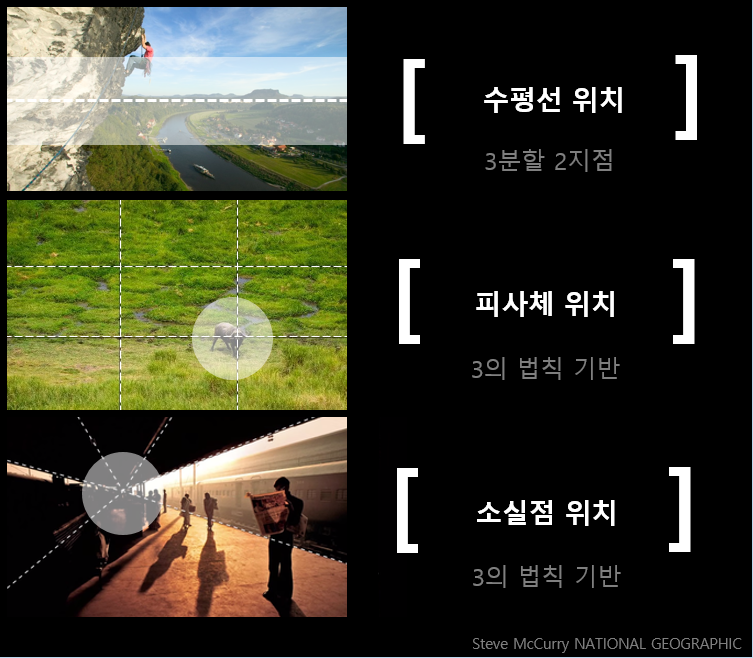 [ 수평선 위치 ]
3분할 2지점
[ 피사체 위치 ]
3의 법칙 기반
[ 소실점 위치 ]
3의 법칙 기반
Steve McCurry NATIONAL GEOGRAPHIC